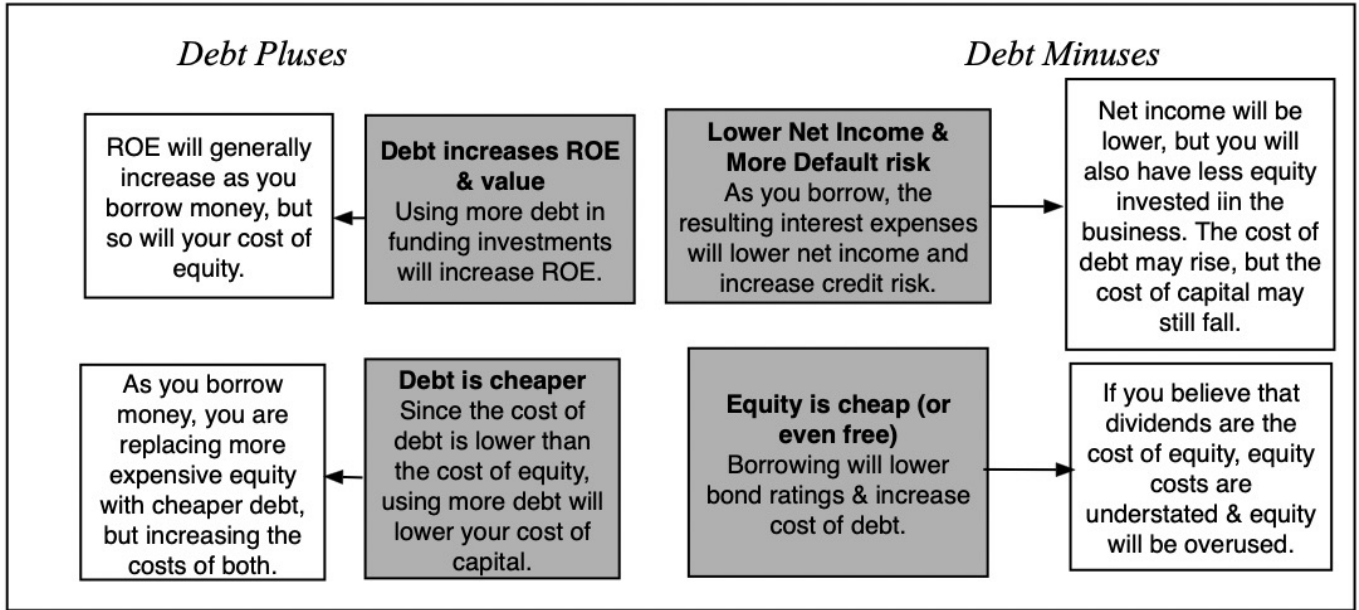 Debt Pluses
Debt Minuses
ROE will generally
increase as you
borrow money, but
so will your cost of
equity.
Debt increases ROE
& value
Using more debt in
funding investments
will increase ROE.
Lower Net Income &
More Default risk
As you borrow, the
resulting interest expenses
will lower net income and
increase credit risk.
Net income will be
lower, but you will
also have less equity
invested iin the
business. The cost of
debt may rise, but the
cost of capital may
still fall.
As you borrow
money, you are
replacing more
expensive equity
with cheaper debt,
but increasing the
costs of both.
Debt is cheaper
Since the cost of
debt is lower than
the cost of equity,
using more debt will
lower your cost of
capital.
Equity is cheap (or
even free)
Borrowing will lower
bond ratings & increase
cost of debt.
If you believe that
dividends are the
cost of equity, equity
costs are
understated & equity
will be overused.